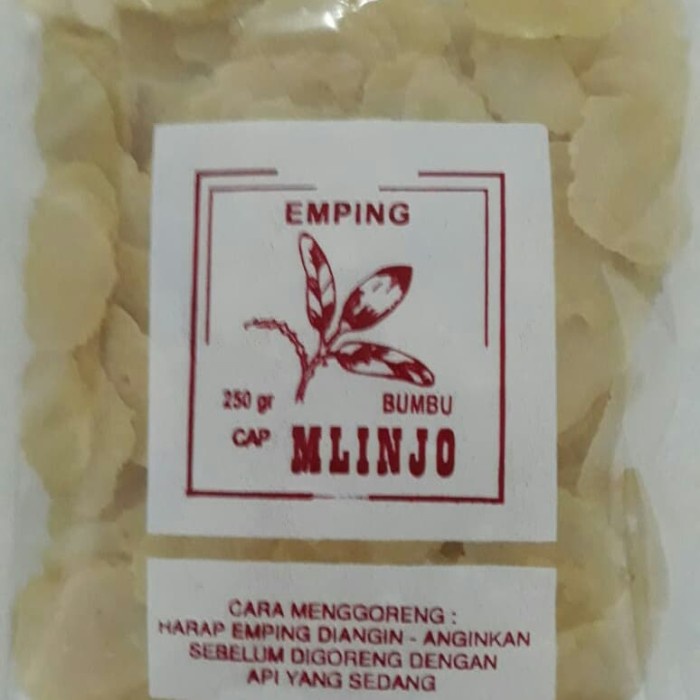 EMPING
250 gr BUMBU
CAP MLINJO
CARA MENGGORENG :
HARAP EMPING DIANGIN - ANGINKAN
SEBELUM DIGORENG DENGAN
API YANG SEDANG